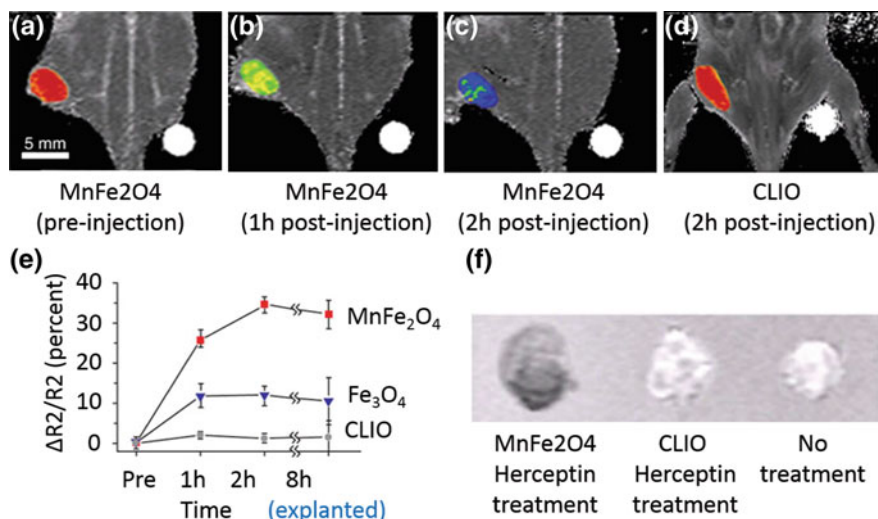 (a)
(b)
(c)
(d)
5 mm
MnFe2O4
(pre-injection)
MnFe2O4
(1h post-injection)
MnFe2O4
(2h post-injection)
CLIO
(2h post-injection)
(e)
ΔR2/R2 (percent)
40
30
20
10
0
MnFe₂O₄
Fe₃O₄
CLIO
Pre 1h 2h 8h
Time (explanted)
(f)
MnFe2O4
Herceptin
treatment
CLIO
Herceptin
treatment
No
treatment